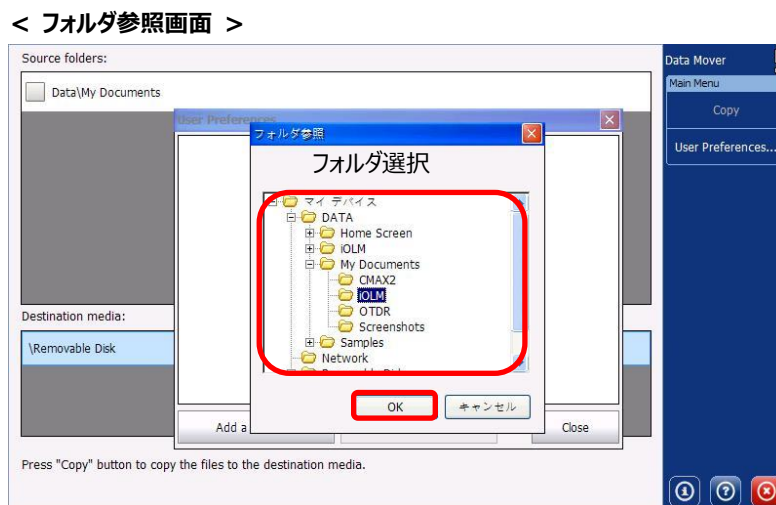 < フォルダ参照画面 >
Source folders:
Data\My Documents
Data Mover
Main Menu
Copy
User Preferences...
User Preferences
フォルダ参照
フォルダ選択
マイ デバイス
DATA
Home Screen
iOLM
My Documents
CMAX2
iOLM
OTDR
Screenshots
Samples
Network
Destination media:
\Removable Disk
OK
キャンセル
Add a
Close
Press "Copy" button to copy the files to the destination media.